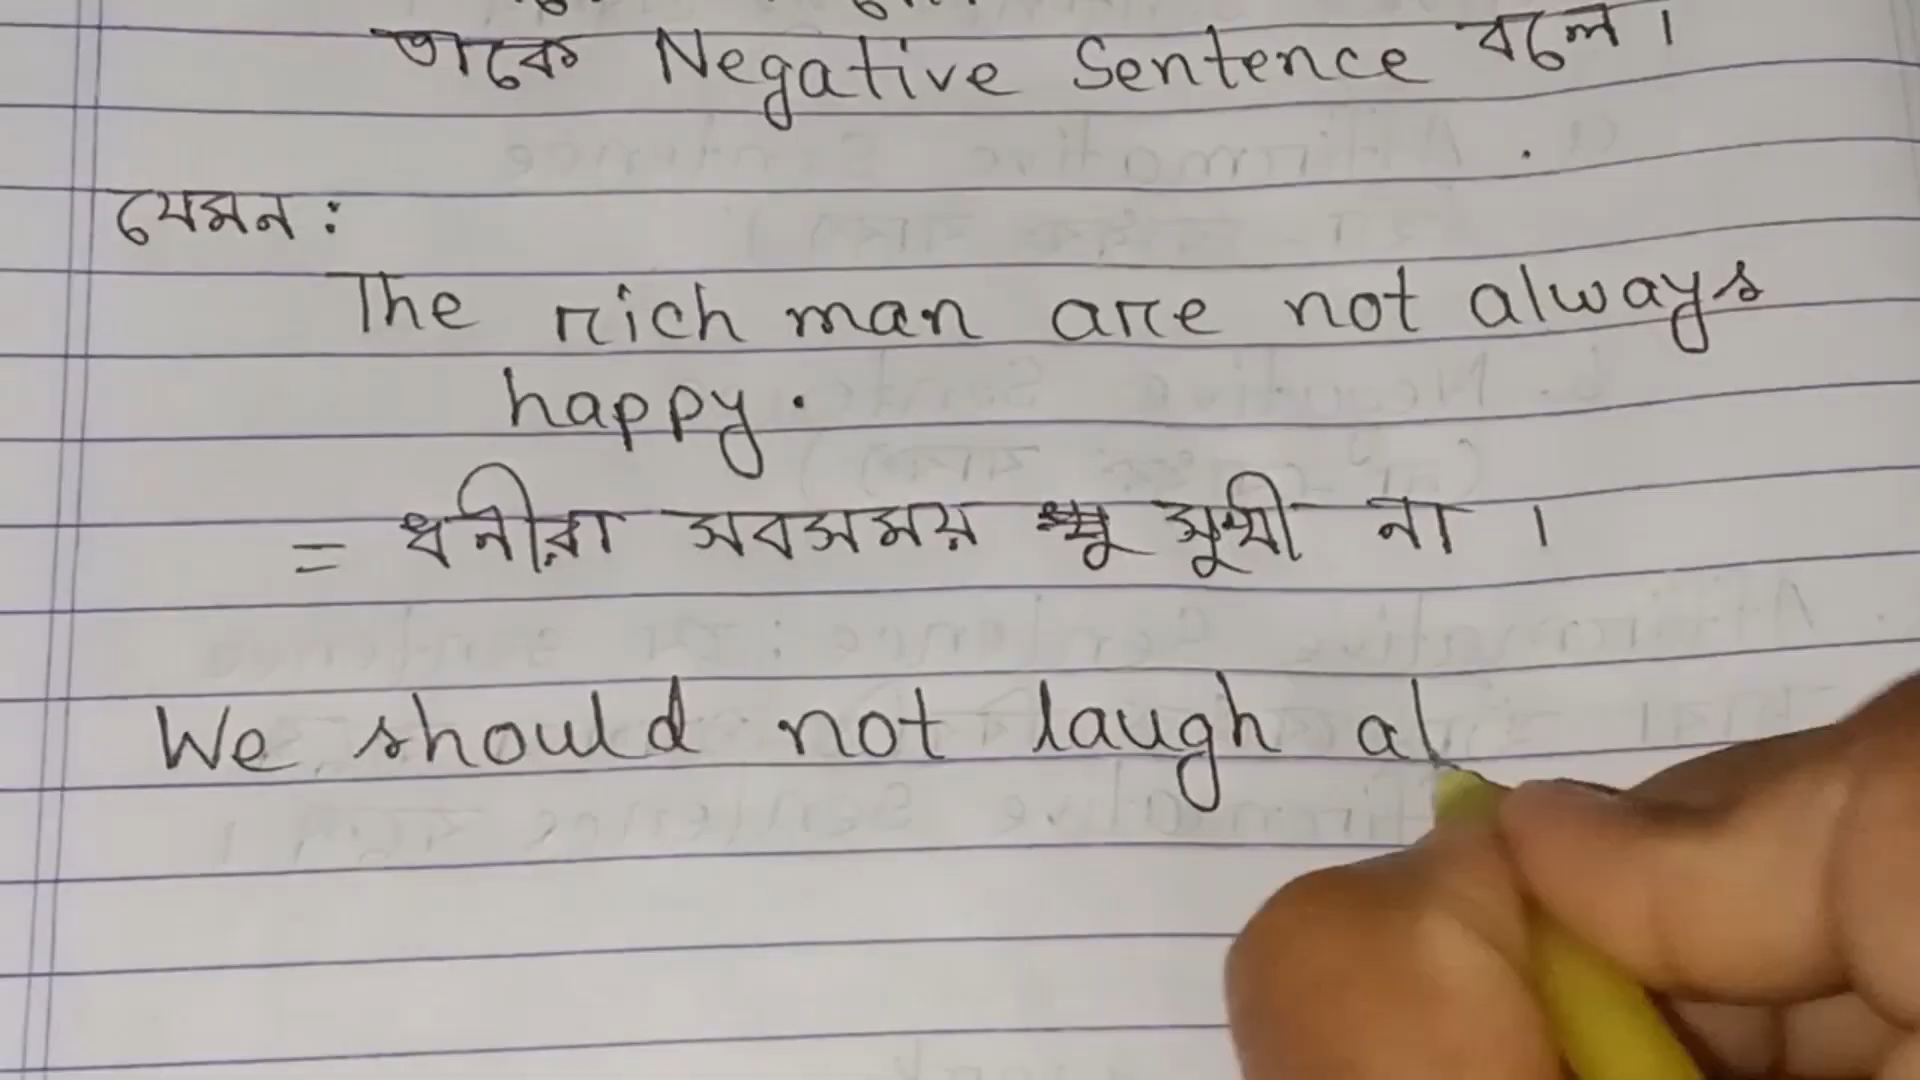 তাকে Negative Sentence বলে ।
যেমন :
The rich man are not always
happy .
= ধনীরা সবসময় সুখী না ।
We should not laugh